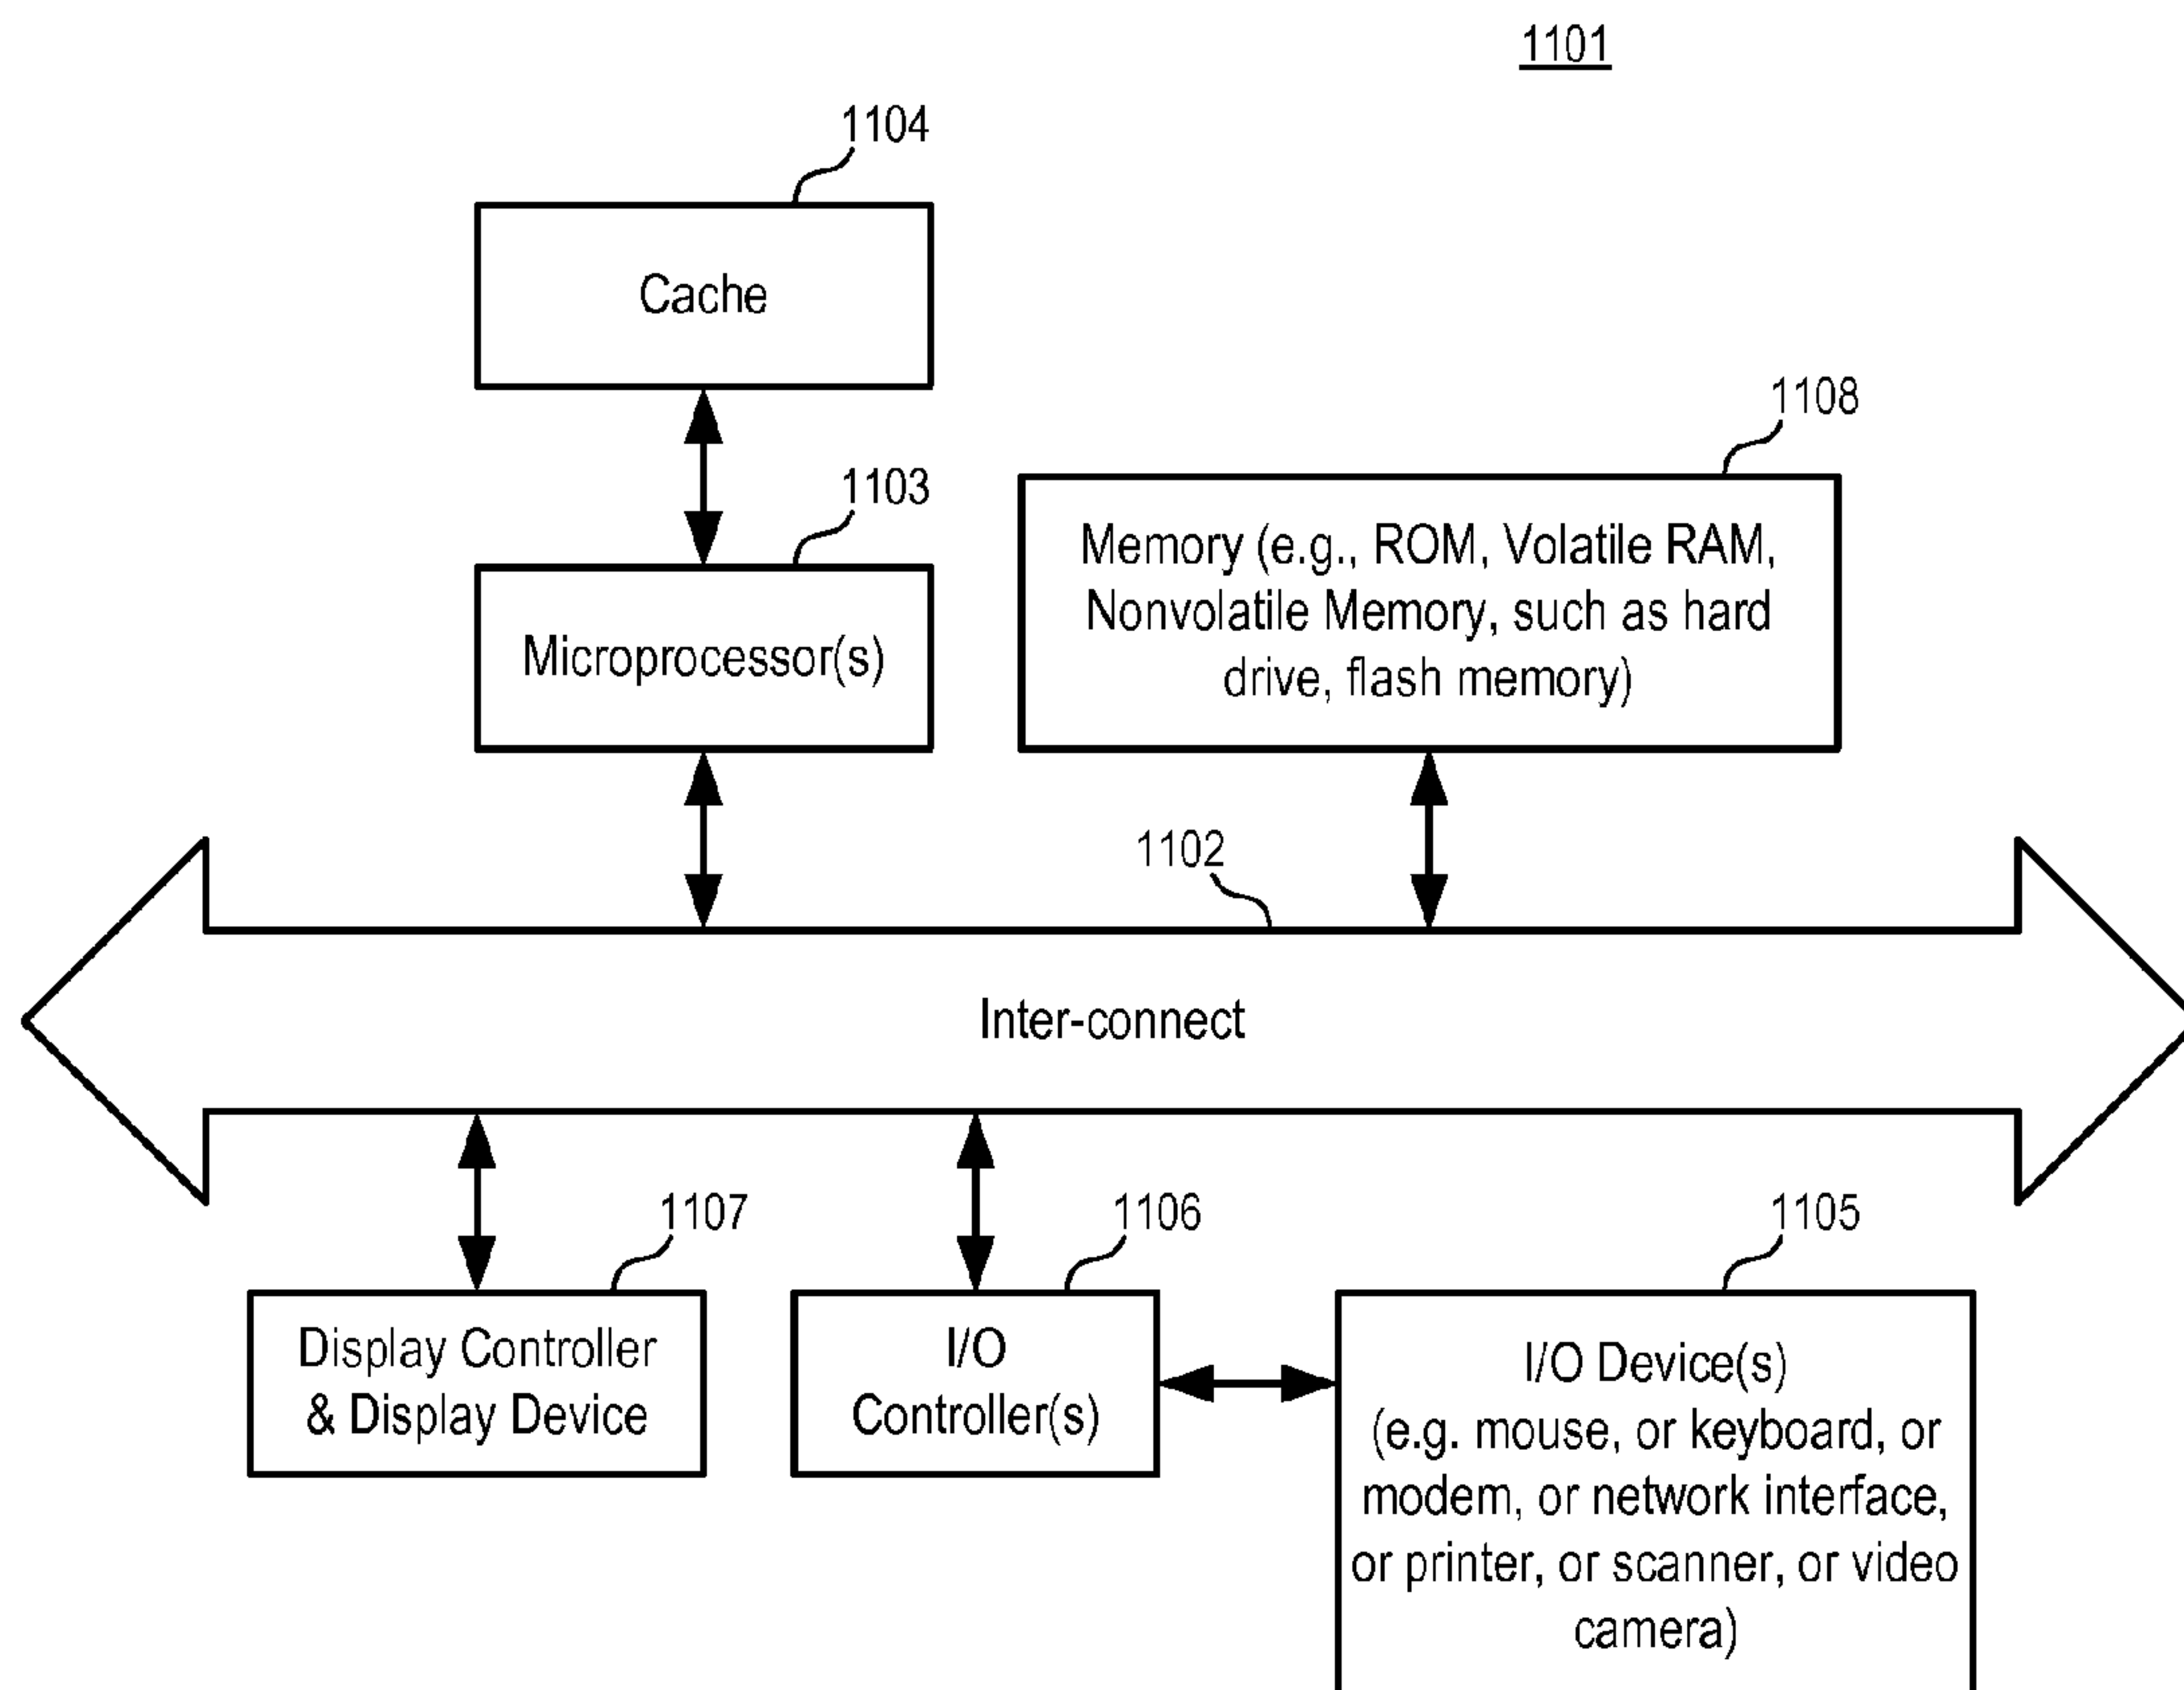 1101
1104
Cache
1108
1103
Memory (e.g., ROM, Volatile RAM,
Nonvolatile Memory, such as hard
drive, flash memory)
Microprocessor(s)
1102
Inter-connect
1107
1106
1105
Display Controller
& Display Device
I/O
Controller(s)
I/O Device(s)
(e.g. mouse, or keyboard, or
modem, or network interface,
or printer, or scanner, or video
camera)